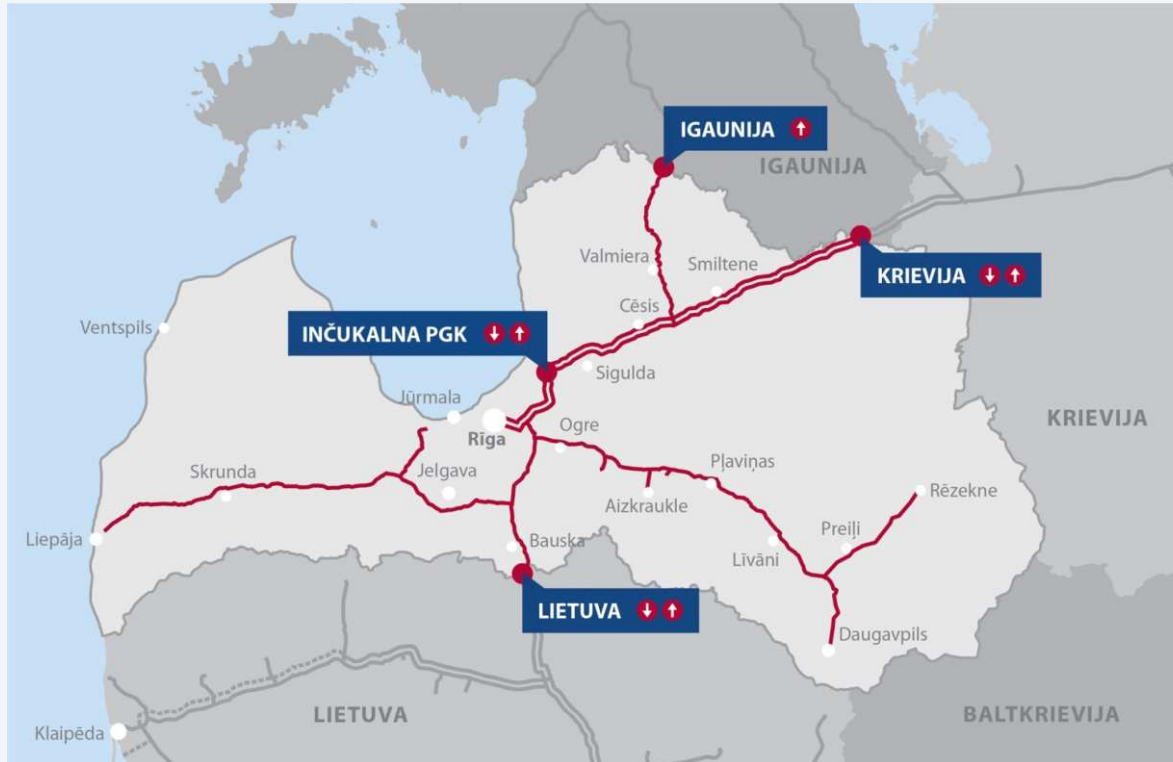 IGAUNIJA
IGAUNIJA
Valmiera
Smiltene
KRIEVIJA
Cēsis
Ventspils
INČUKALNA PGK
Sigulda
Jūrmala
Rīga
Ogre
KRIEVIJA
Skrunda
Jelgava
Pļaviņas
Aizkraukle
Rēzekne
Liepāja
Bauska
Preiļi
Līvāni
LIETUVA
Daugavpils
LIETUVA
BALTKRIEVIJA
Klaipēda